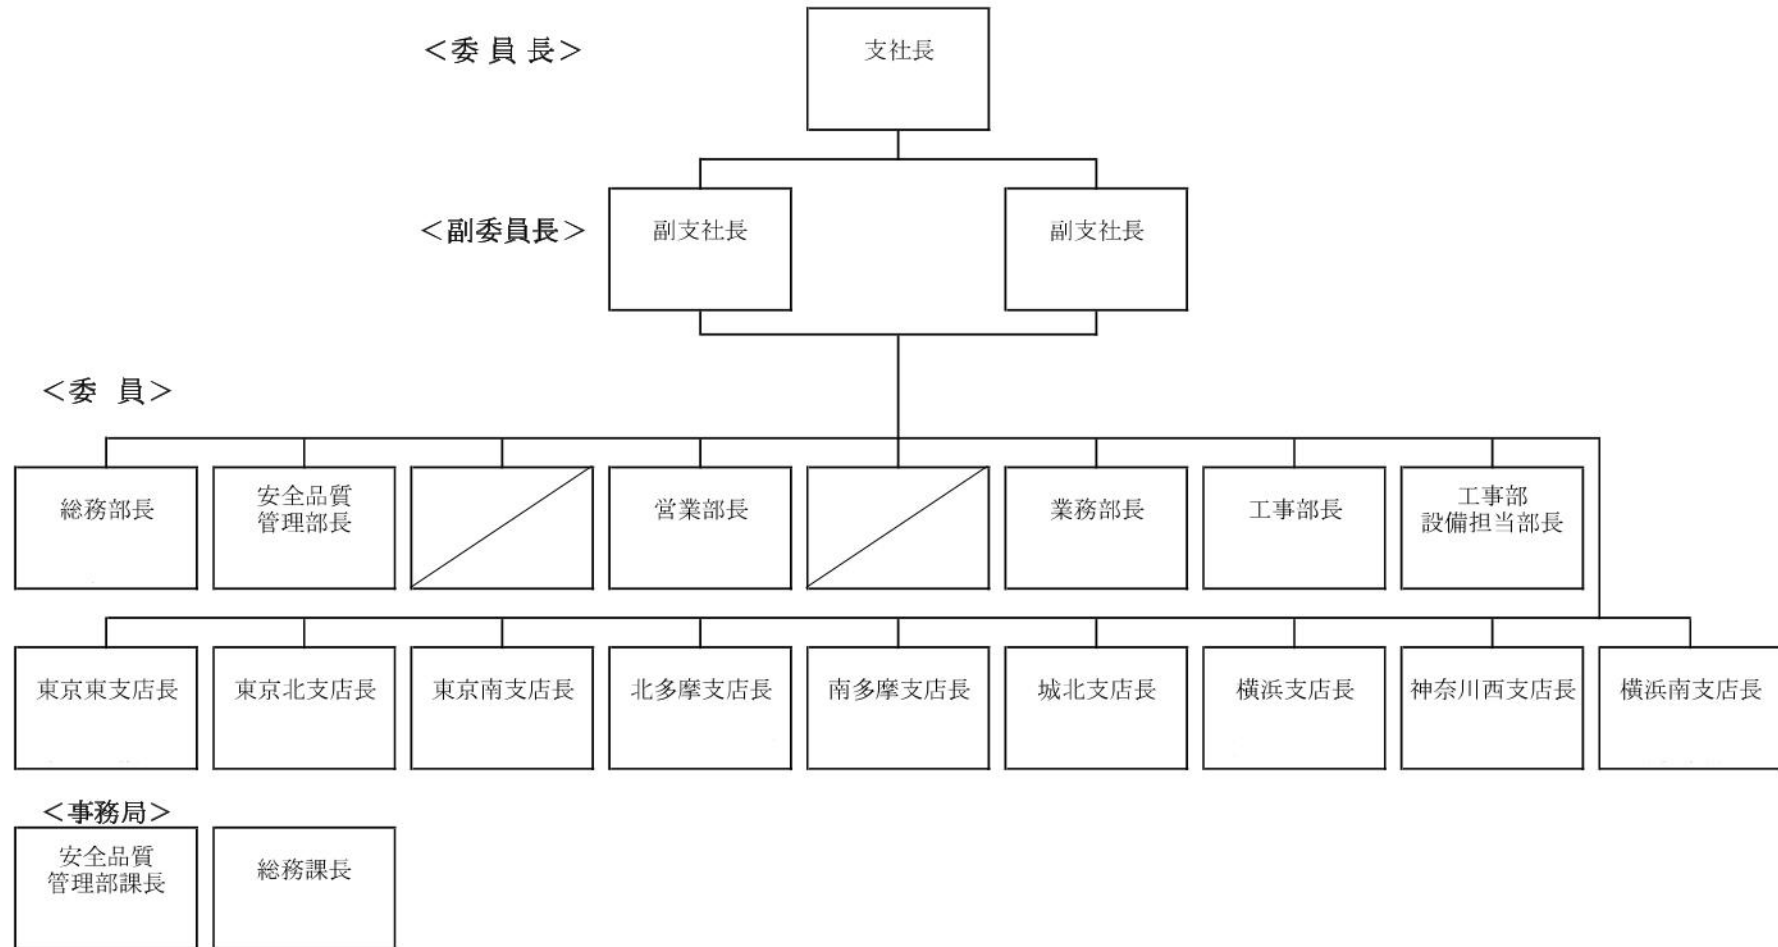 ＜委 員 長＞
支社長
＜副委員長＞
副支社長
副支社長
＜委 員＞
総務部長
安全品質
管理部長
営業部長
業務部長
工事部長
工事部
設備担当部長
東京東支店長
東京北支店長
東京南支店長
北多摩支店長
南多摩支店長
城北支店長
横浜支店長
神奈川西支店長
横浜南支店長
＜事務局＞
安全品質
管理部課長
総務課長